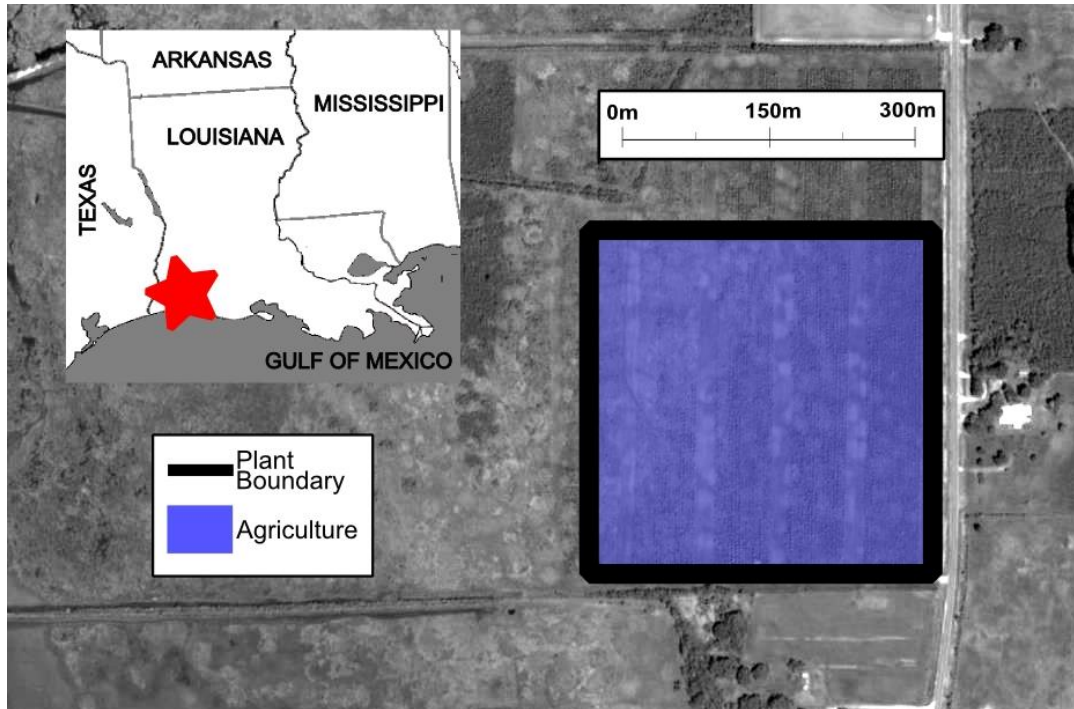 ARKANSAS
MISSISSIPPI
LOUISIANA
TEXAS
GULF OF MEXICO
0m 150m 300m
Plant
Boundary
Agriculture